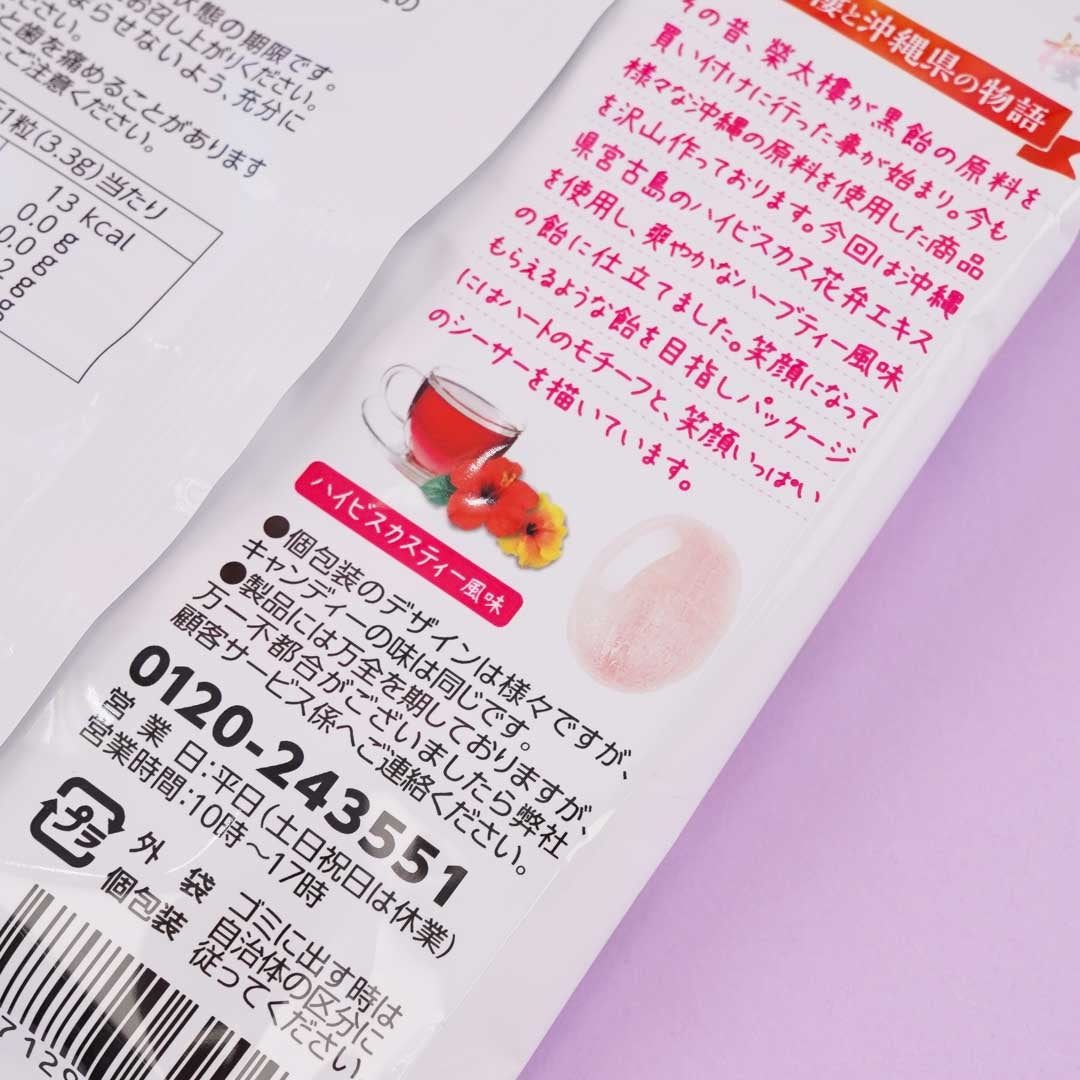 状態の期限です。
お召し上がりください。
まらせないよう、充分に
ください。
と歯を痛めることがあります
ご注意ください。
1粒(3.3g)当たり
13 kcal
0.0 g
0.0 g
2 g
g
と沖縄県の物語
その昔、榮太樓が黒飴の原料を
買い付けに行った事が始まり。今も
様々な沖縄の原料を使用した商品
を沢山作っております。今回は沖縄
県宮古島のハイビスカス花弁エキス
を使用し、爽やかなハーブティー風味
の飴に仕立てました。笑顔になって
もらえるような飴を目指しパッケージ
にはハートのモチーフと、笑顔いっぱい
のシーサーを描いています。
ハイビスカスティー風味
●個包装のデザインは様々ですが、
キャンディーの味は同じです。
●製品には万全を期しておりますが、
万一不都合がございましたら弊社
顧客サービス係へご連絡ください。
0120-243551
営業日:平日(土日祝日は休業)
営業時間:10時~17時
プラ
外袋
個包装
ゴミに出す時は
自治体の区分に
従ってください
7129